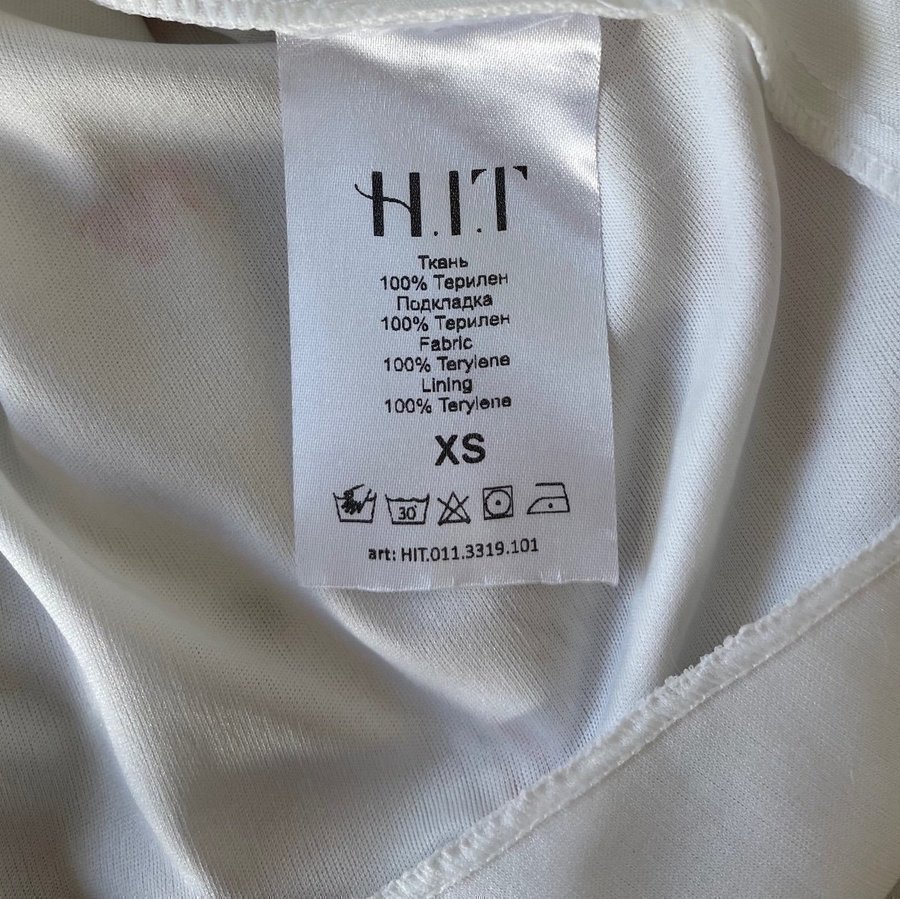 H.I.T
Ткань
100% Терилен
Подкладка
100% Терилен
Fabric
100% Terylene
Lining
100% Terylene
XS
30°
art: HIT.011.3319.101